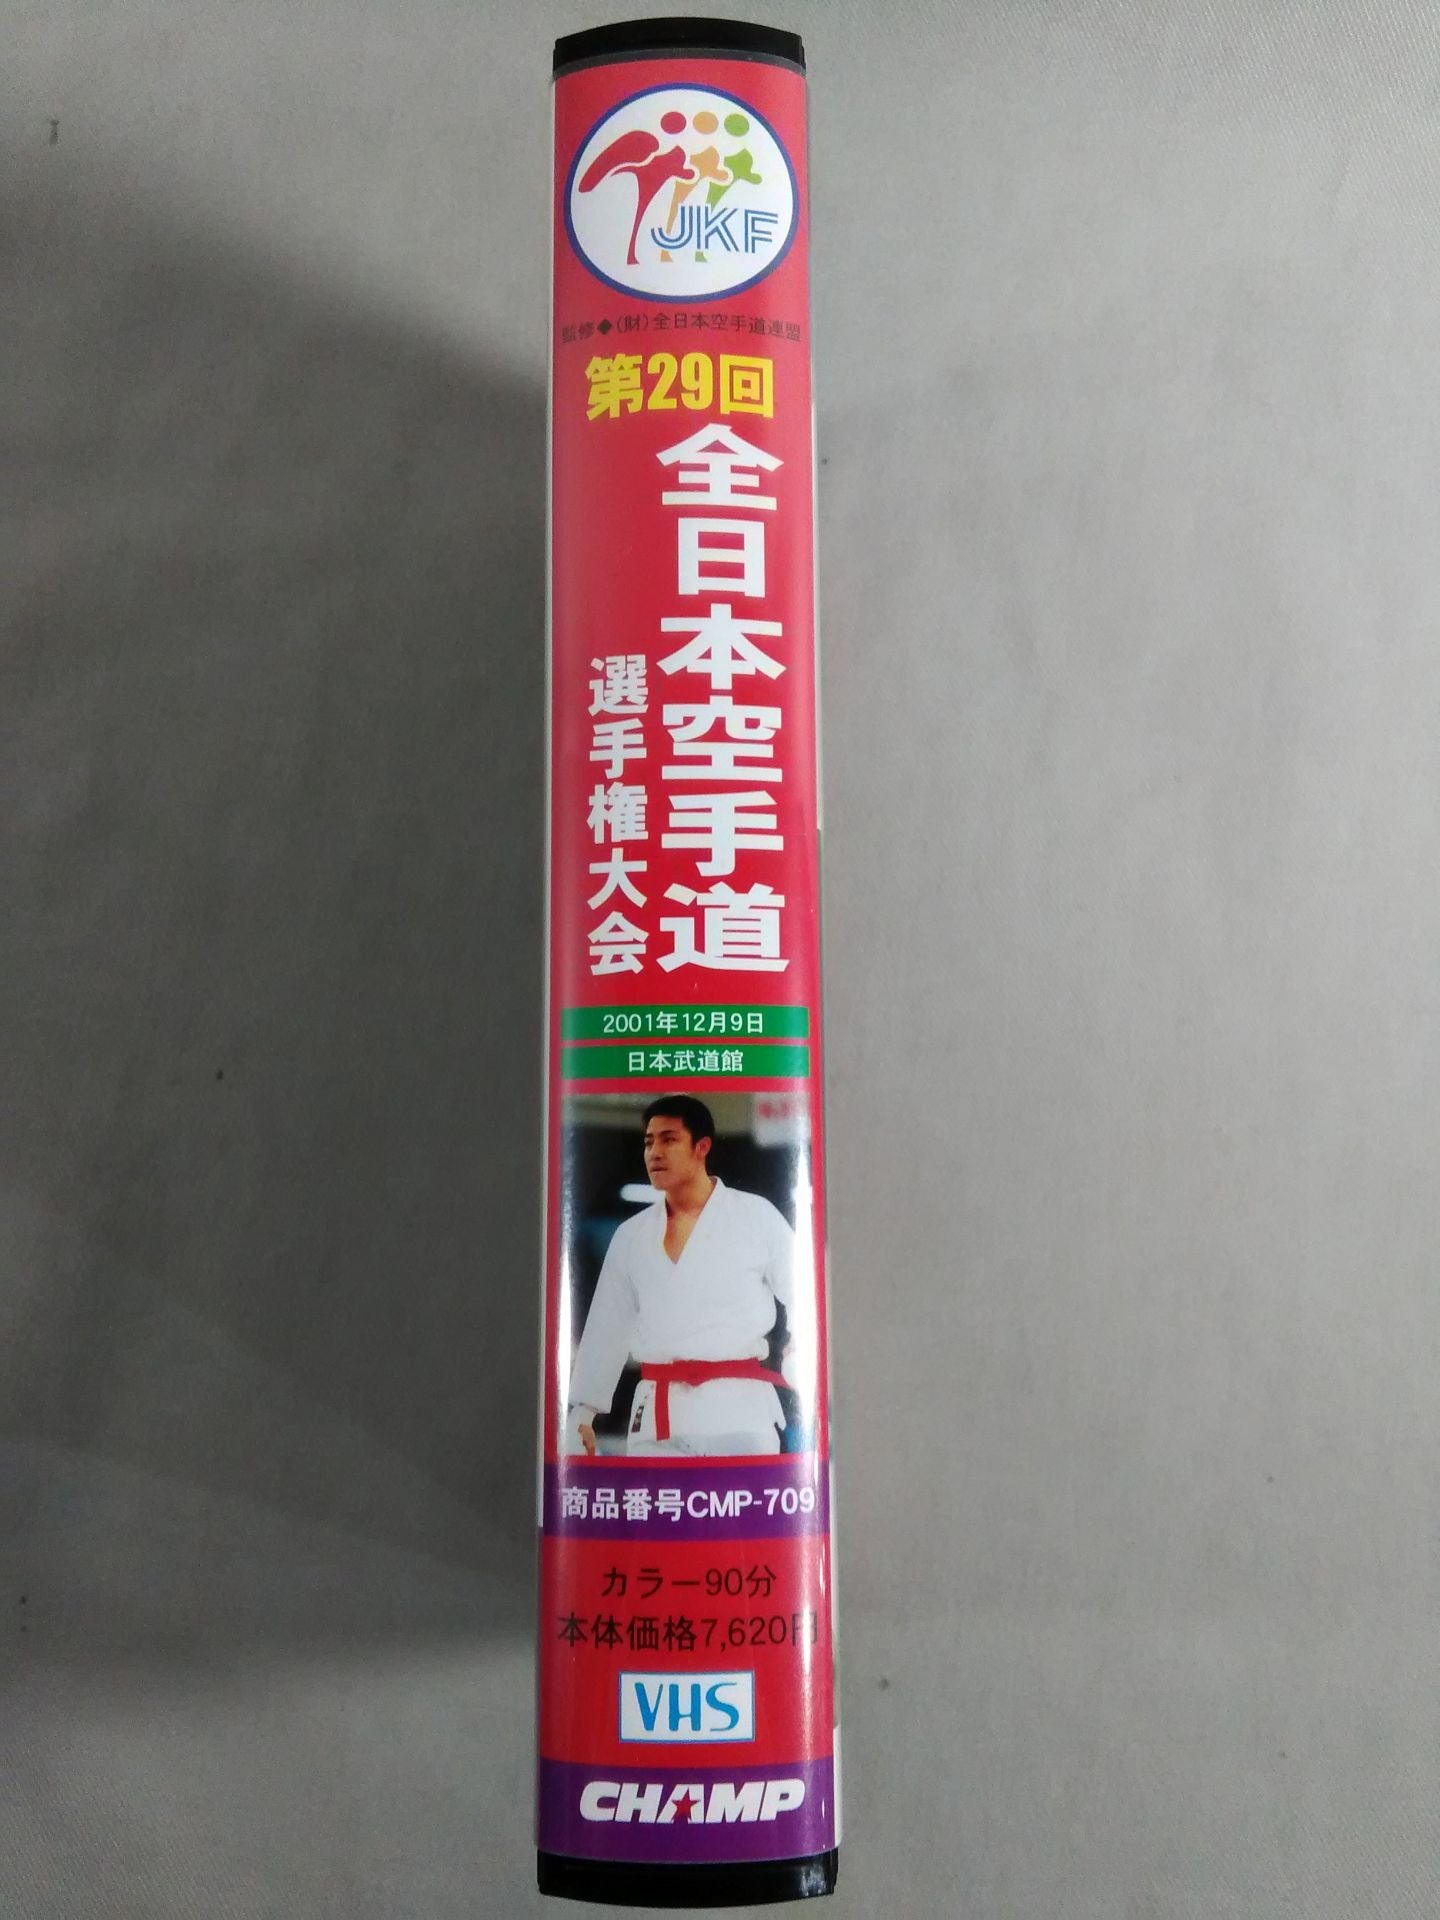 JKF
監修◆(財)全日本空手道連盟
第29回
全日本空手道
選手権大会
2001年12月9日
日本武道館
商品番号CMP-709
カラー90分
本体価格7,620円
VHS
CHAMP